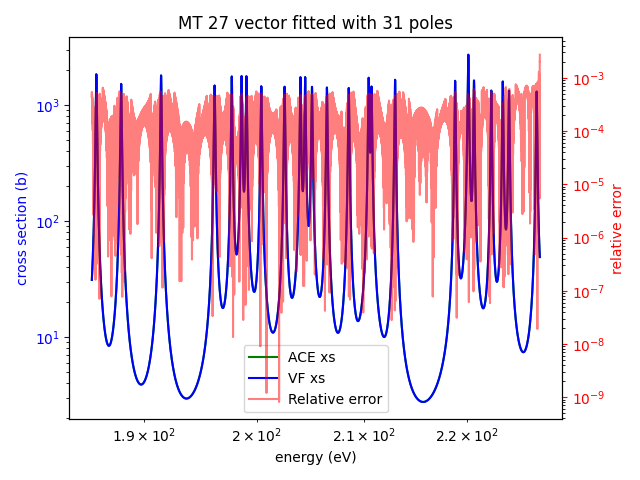 MT 27 vector fitted with 31 poles
cross section (b)
10³
10²
10¹
10⁻³
10⁻⁴
10⁻⁵
10⁻⁶
10⁻⁷
10⁻⁸
10⁻⁹
relative error
ACE xs
VF xs
Relative error
1.9 × 10² 2 × 10² 2.1 × 10² 2.2 × 10²
energy (eV)